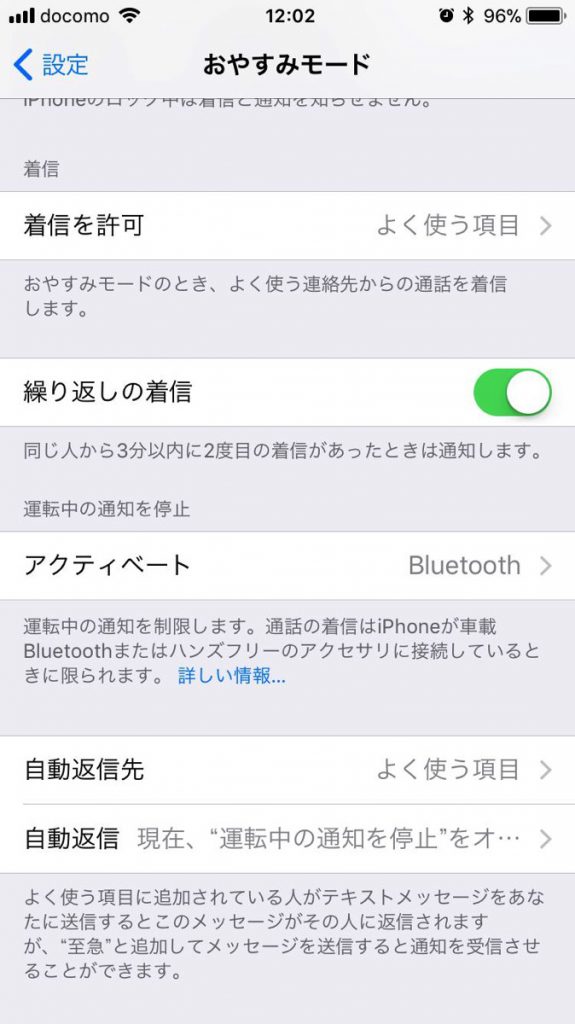 docomo 12:02 96%
設定 おやすみモード
iPhoneのロック中は着信と通知を知らせません。
着信
着信を許可 よく使う項目
おやすみモードのとき、よく使う連絡先からの通話を着信
します。
繰り返しの着信
同じ人から3分以内に2度目の着信があったときは通知します。
運転中の通知を停止
アクティベート Bluetooth
運転中の通知を制限します。通話の着信はiPhoneが車載
Bluetoothまたはハンズフリーのアクセサリに接続していると
きに限られます。 詳しい情報...
自動返信先 よく使う項目
自動返信 現在、“運転中の通知を停止”をオ…
よく使う項目に追加されている人がテキストメッセージをあな
たに送信するとこのメッセージがその人に返信されます
が、“至急”と追加してメッセージを送信すると通知を受信させ
ることができます。